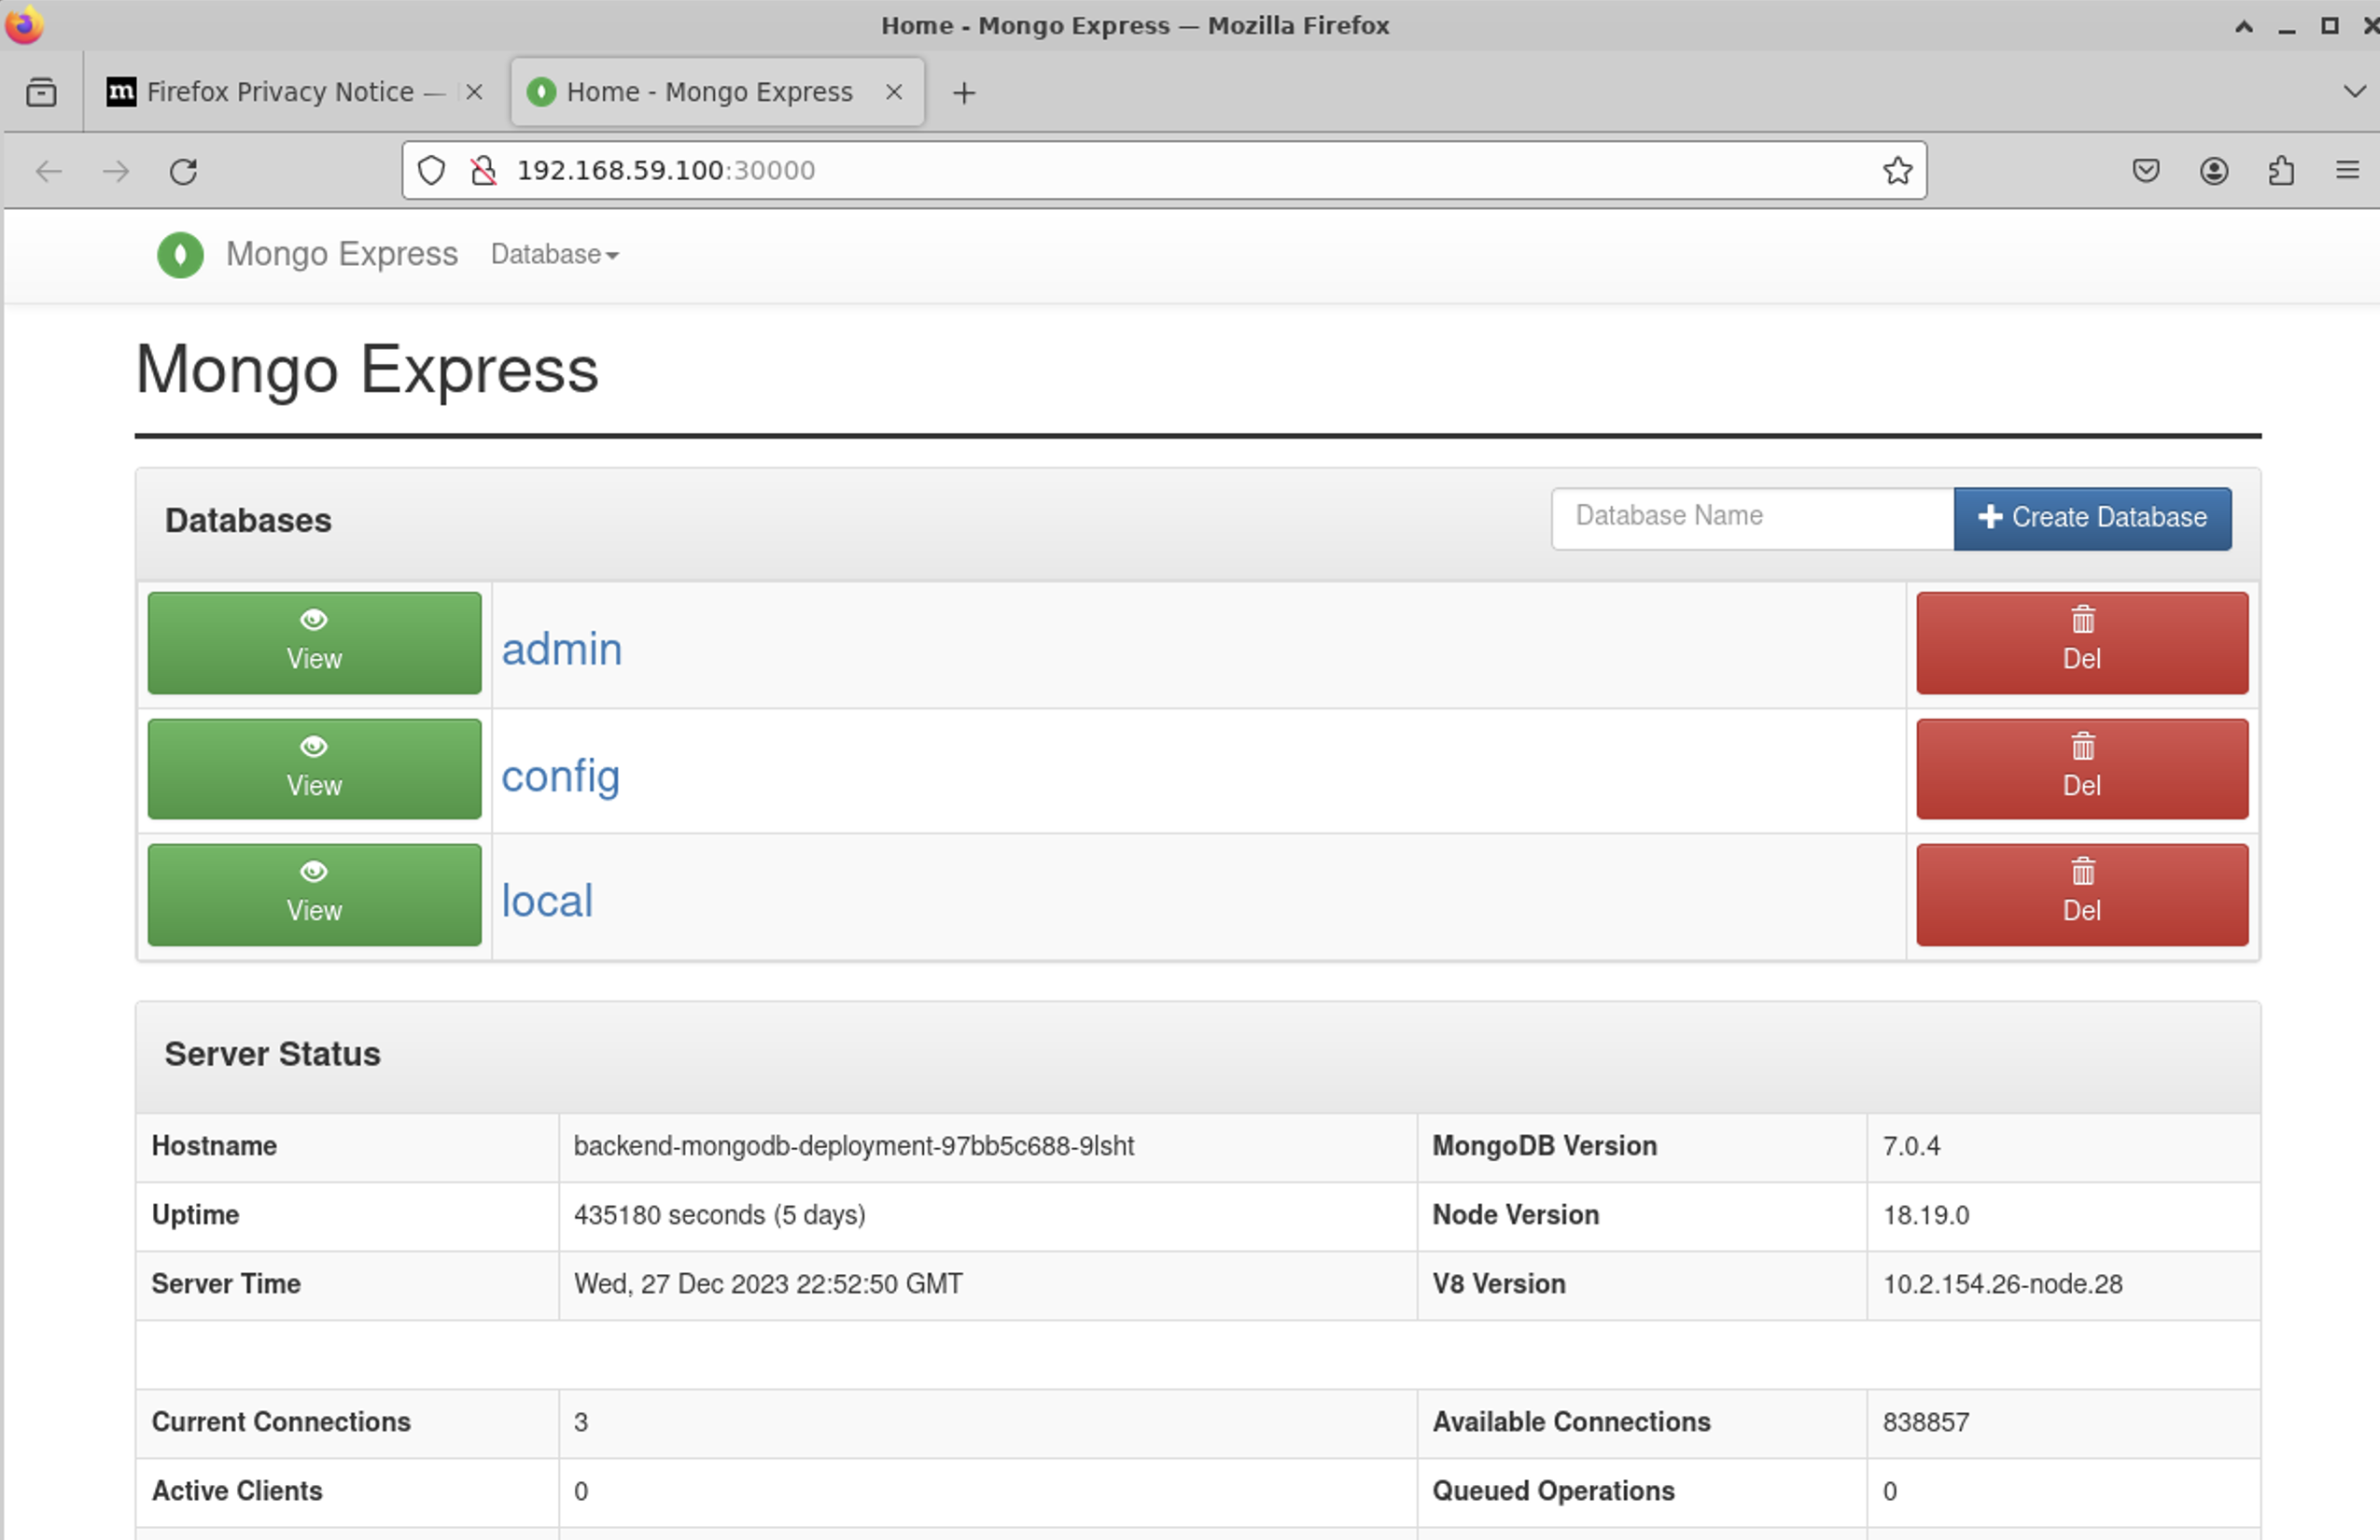 Home - Mongo Express — Mozilla Firefox
Firefox Privacy Notice —
Home - Mongo Express
192.168.59.100:30000
Mongo Express Database
Mongo Express
Databases Database Name Create Database
View admin Del
View config Del
View local Del
Server Status
Hostname backend-mongodb-deployment-97bb5c688-9lsht MongoDB Version 7.0.4
Uptime 435180 seconds (5 days) Node Version 18.19.0
Server Time Wed, 27 Dec 2023 22:52:50 GMT V8 Version 10.2.154.26-node.28
Current Connections 3 Available Connections 838857
Active Clients 0 Queued Operations 0